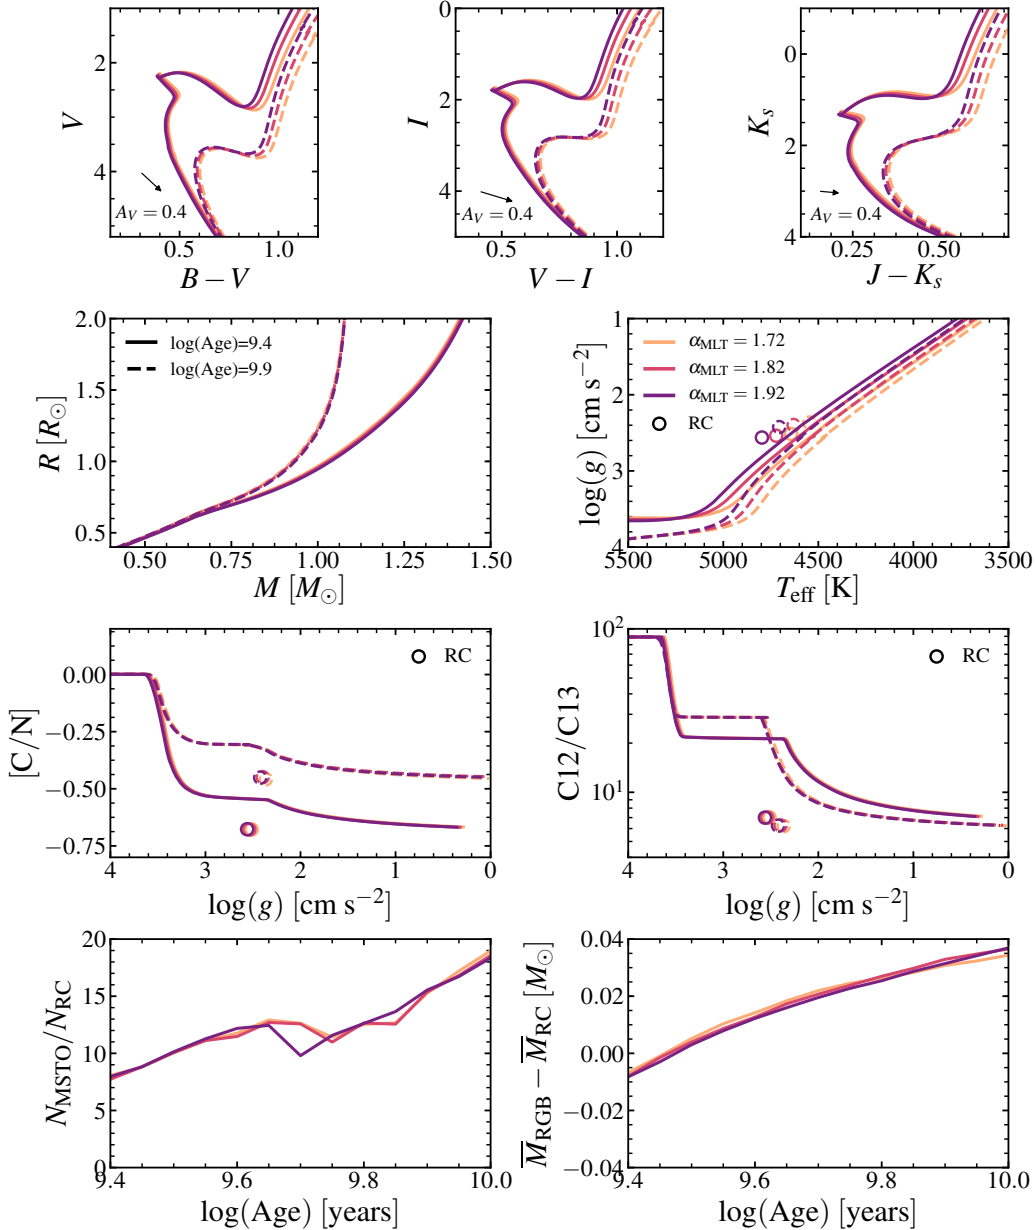 2
4
V
A_V = 0.4
0.5 1.0
B − V
0
2
4
I
A_V = 0.4
0.5 1.0
V − I
0
2
4
K_s
A_V = 0.4
0.25 0.50
J − K_s
2.0
1.5
1.0
0.5
R [R_⊙]
log(Age)=9.4
log(Age)=9.9
0.50 0.75 1.00 1.25 1.50
M [M_⊙]
1
2
3
4
log(g) [cm s⁻²]
α_MLT = 1.72
α_MLT = 1.82
α_MLT = 1.92
RC
5500 5000 4500 4000 3500
T_eff [K]
0.00
−0.25
−0.50
−0.75
[C/N]
RC
4 3 2 1 0
log(g) [cm s⁻²]
10²
10¹
C12/C13
RC
4 3 2 1 0
log(g) [cm s⁻²]
20
15
10
5
0
N_MSTO/N_RC
9.4 9.6 9.8 10.0
log(Age) [years]
0.04
0.02
0.00
−0.02
−0.04
M̅_RGB − M̅_RC [M_⊙]
9.4 9.6 9.8 10.0
log(Age) [years]